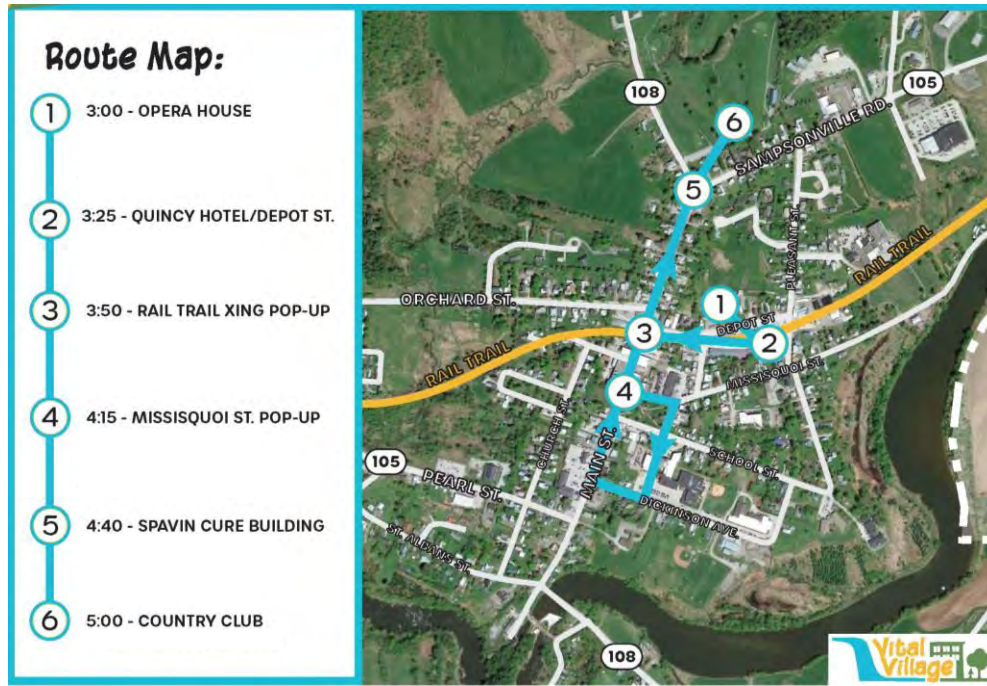 Route Map:
1
3:00 - OPERA HOUSE
2
3:25 - QUINCY HOTEL/DEPOT ST.
3
3:50 - RAIL TRAIL XING POP-UP
4
4:15 - MISSISQUOI ST. POP-UP
5
4:40 - SPAVIN CURE BUILDING
6
5:00 - COUNTRY CLUB
108
105
6
SAMPSONVILLE RD.
5
PLEASANT ST.
RAIL TRAIL
ORCHARD ST.
1
DEPOT ST
3
2
RAIL TRAIL
MISSISQUOI ST.
4
CHURCH ST.
MAIN ST.
SCHOOL ST.
105
PEARL ST.
DICKINSON AVE.
ST. ALBANS ST.
108
Vital
Village